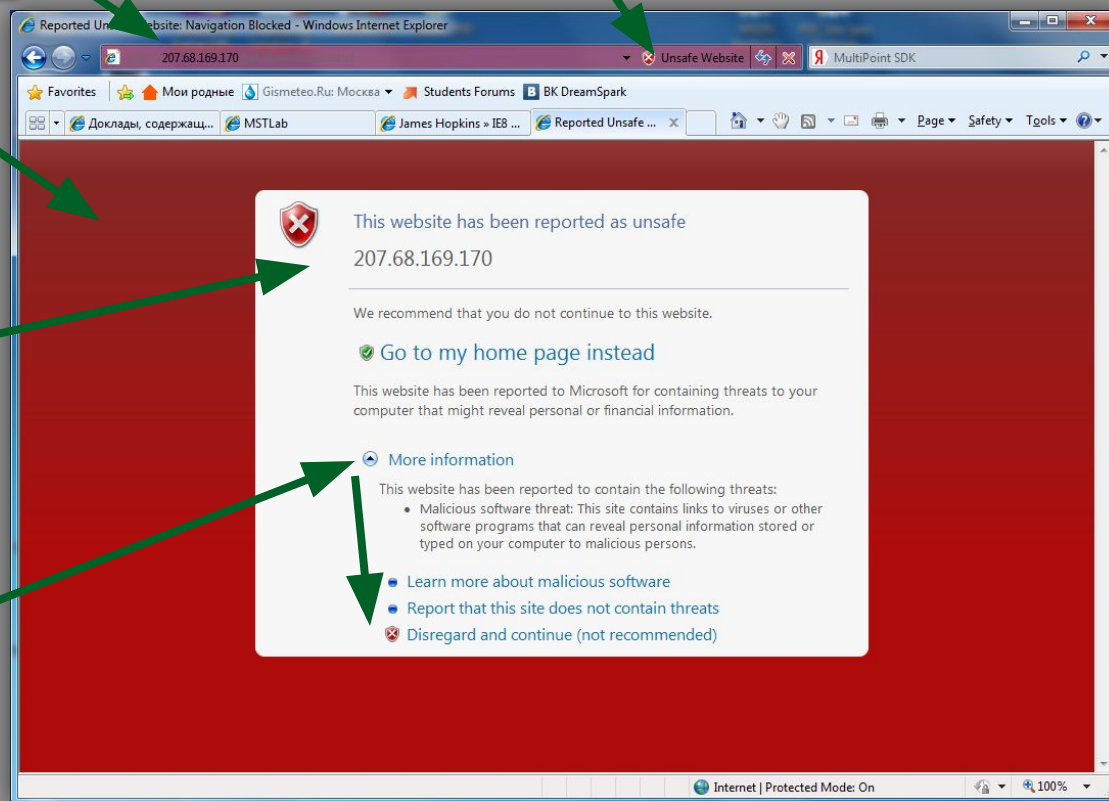 Reported Un ebsite: Navigation Blocked - Windows Internet Explorer
207.68.169.170
Unsafe Website
Я MultiPoint SDK
Favorites Мои родные Gismeteo.Ru: Москва Students Forums B BK DreamSpark
Доклады, содержащ... MSTLab James Hopkins » IE8 ... Reported Unsafe ... x Page Safety Tools
This website has been reported as unsafe
207.68.169.170
We recommend that you do not continue to this website.
Go to my home page instead
This website has been reported to Microsoft for containing threats to your
computer that might reveal personal or financial information.
More information
This website has been reported to contain the following threats:
• Malicious software threat: This site contains links to viruses or other
software programs that can reveal personal information stored or
typed on your computer to malicious persons.
Learn more about malicious software
Report that this site does not contain threats
Disregard and continue (not recommended)
Internet | Protected Mode: On 100%